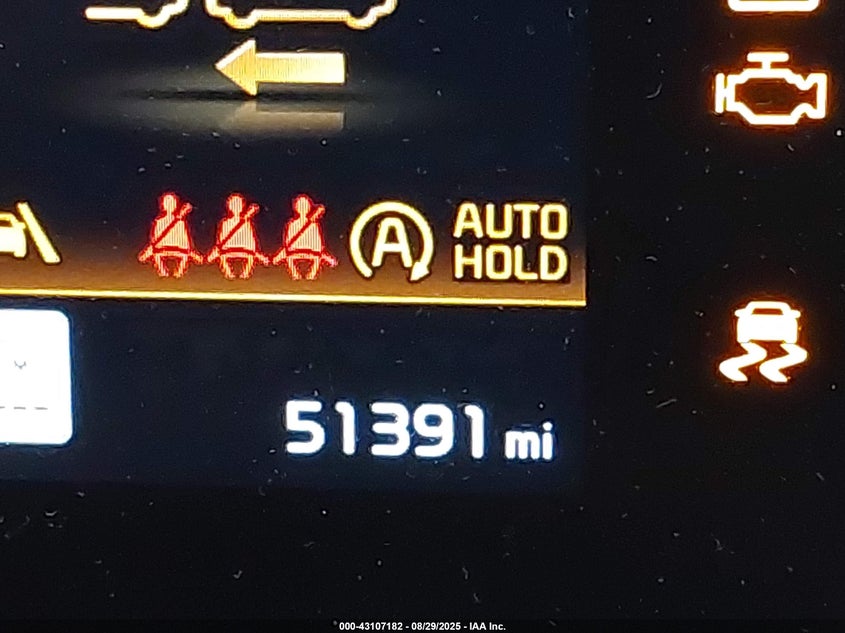 A
AUTO
HOLD
51391 mi
000-43107182 - 08/29/2025 - IAA Inc.